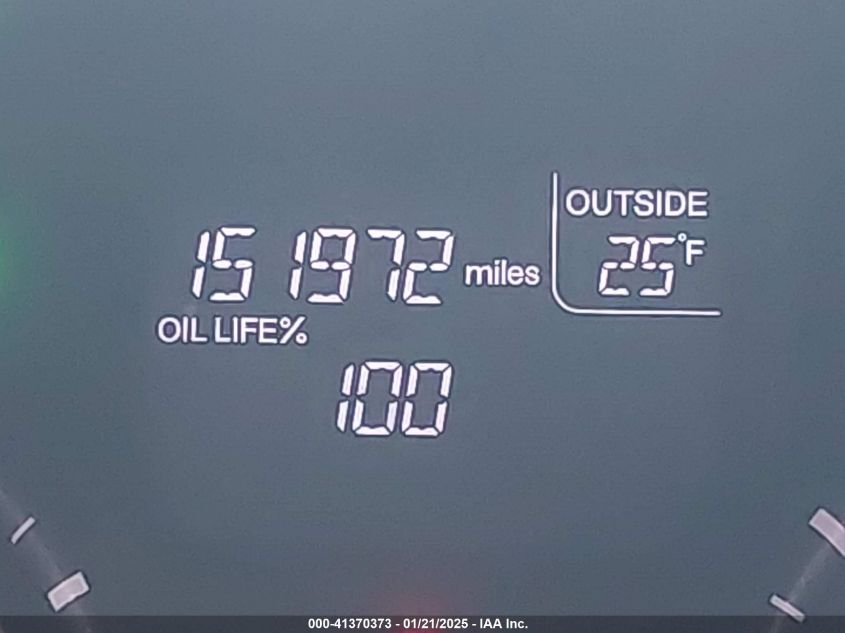 OUTSIDE
151972 miles 25°F
OIL LIFE%
100
000-41370373 - 01/21/2025 - IAA Inc.